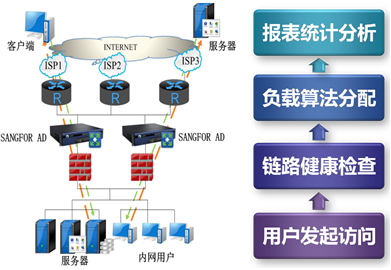 客户端
INTERNET
服务器
ISP1
ISP2
ISP3
R
R
R
SANGFOR AD
SANGFOR AD
服务器
内网用户
报表统计分析
负载算法分配
链路健康检查
用户发起访问